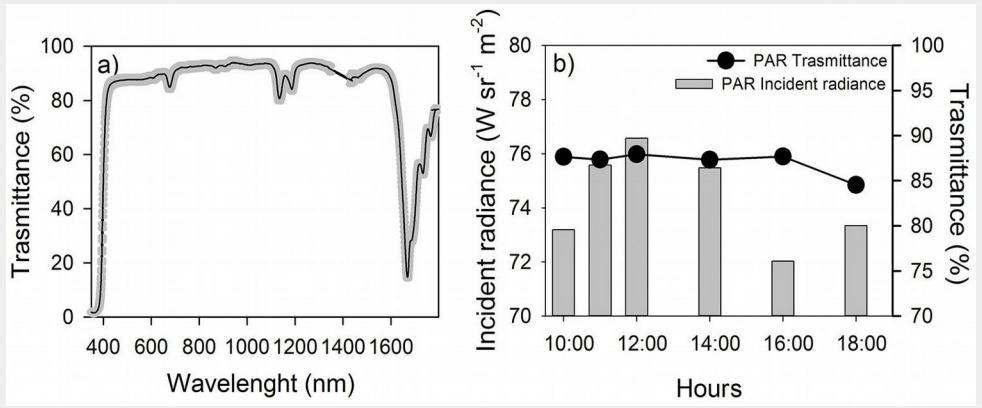 a)
Trasmittance (%)
100
80
60
40
20
0
400 600 800 1000 1200 1400 1600
Wavelenght (nm)
b)
PAR Trasmittance
PAR Incident radiance
Incident radiance (W sr⁻¹ m⁻²)
80
78
76
74
72
70
100
95
90
85
80
75
70
Trasmittance (%)
10:00 12:00 14:00 16:00 18:00
Hours